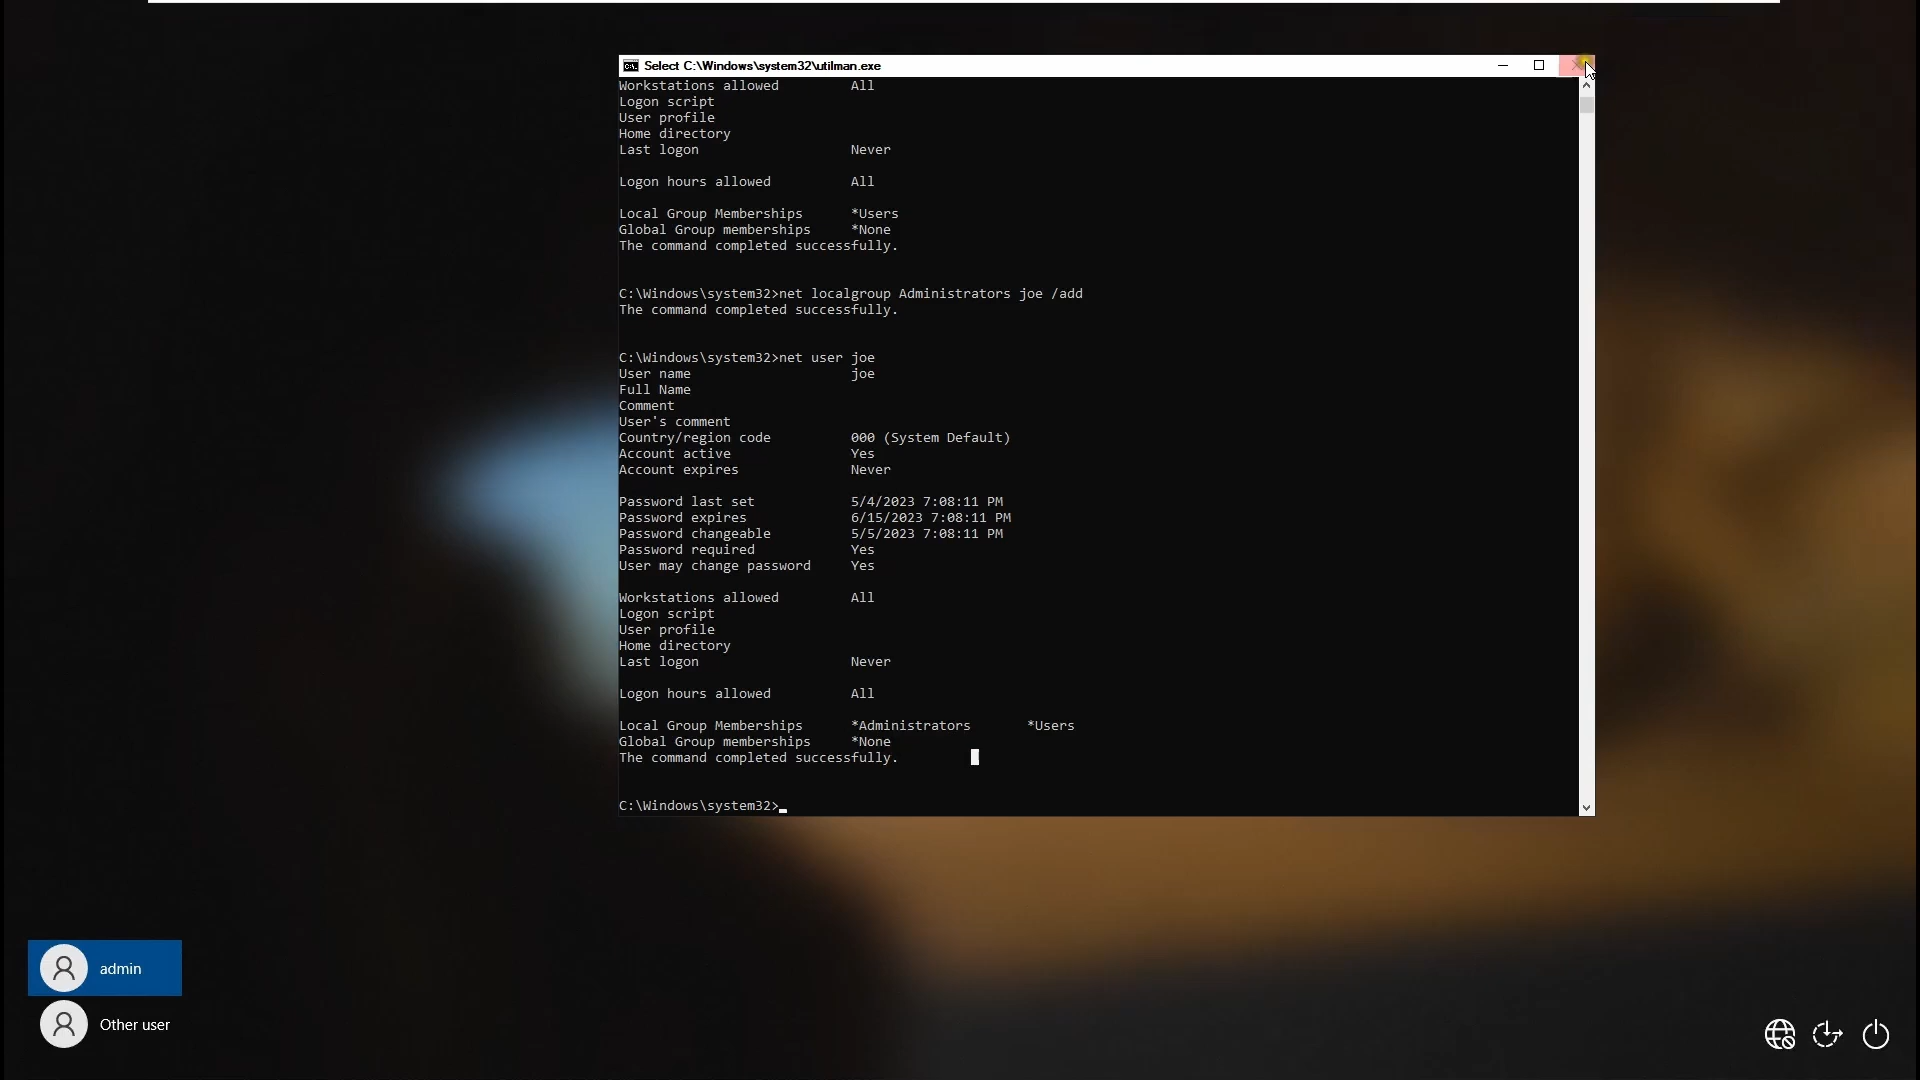 Select C:\Windows\system32\utilman.exe
Workstations allowed All
Logon script
User profile
Home directory
Last logon Never
Logon hours allowed All
Local Group Memberships *Users
Global Group memberships *None
The command completed successfully.
C:\Windows\system32>net localgroup Administrators joe /add
The command completed successfully.
C:\Windows\system32>net user joe
User name joe
Full Name
Comment
User's comment
Country/region code 000 (System Default)
Account active Yes
Account expires Never
Password last set 5/4/2023 7:08:11 PM
Password expires 6/15/2023 7:08:11 PM
Password changeable 5/5/2023 7:08:11 PM
Password required Yes
User may change password Yes
Workstations allowed All
Logon script
User profile
Home directory
Last logon Never
Logon hours allowed All
Local Group Memberships *Administrators *Users
Global Group memberships *None
The command completed successfully.
C:\Windows\system32>
admin
Other user